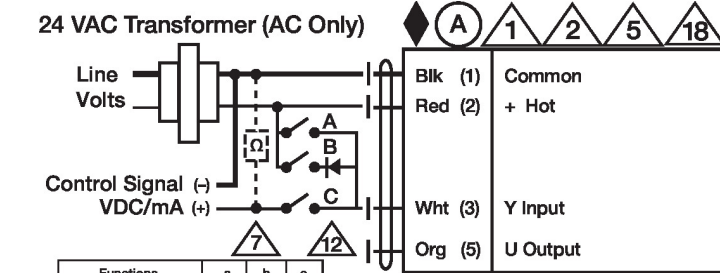 24 VAC Transformer (AC Only)
A 1 2 5 18
Line
Volts
Blk (1) Common
Red (2) + Hot
A
B
Ω
Control Signal (–)
VDC/mA (+)
C
Wht (3) Y Input
7 12
Org (5) U Output
Functions a b c